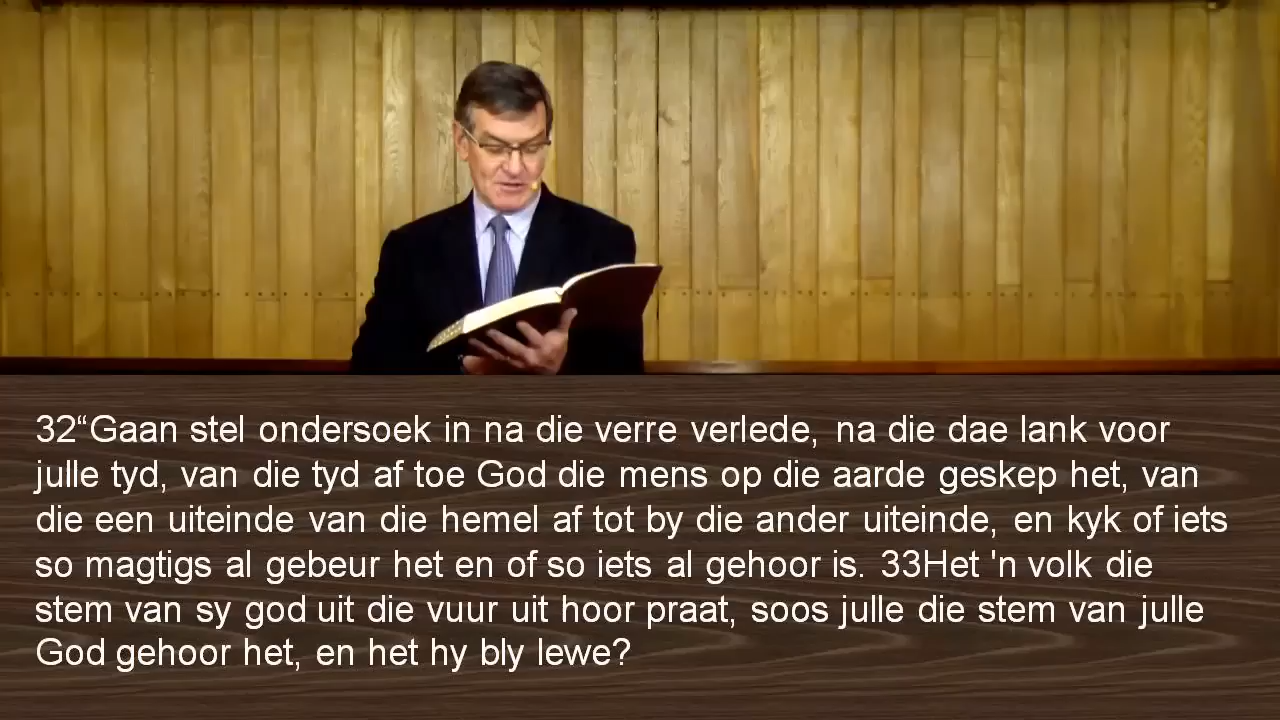 32“Gaan stel ondersoek in na die verre verlede, na die dae lank voor
julle tyd, van die tyd af toe God die mens op die aarde geskep het, van
die een uiteinde van die hemel af tot by die ander uiteinde, en kyk of iets
so magtigs al gebeur het en of so iets al gehoor is. 33Het 'n volk die
stem van sy god uit die vuur uit hoor praat, soos julle die stem van julle
God gehoor het, en het hy bly lewe?